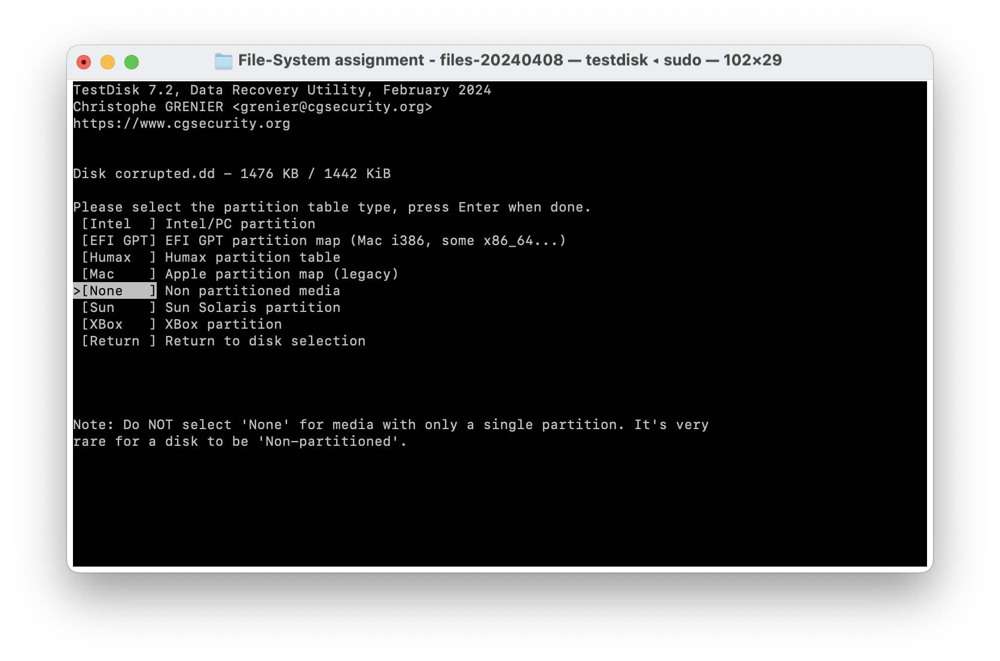 File-System assignment - files-20240408 — testdisk ◂ sudo — 102×29
TestDisk 7.2, Data Recovery Utility, February 2024
Christophe GRENIER <grenier@cgsecurity.org>
https://www.cgsecurity.org
Disk corrupted.dd - 1476 KB / 1442 KiB
Please select the partition table type, press Enter when done.
[Intel  ] Intel/PC partition
[EFI GPT] EFI GPT partition map (Mac i386, some x86_64...)
[Humax  ] Humax partition table
[Mac    ] Apple partition map (legacy)
>[None   ] Non partitioned media
[Sun    ] Sun Solaris partition
[XBox   ] XBox partition
[Return ] Return to disk selection
Note: Do NOT select 'None' for media with only a single partition. It's very
rare for a disk to be 'Non-partitioned'.